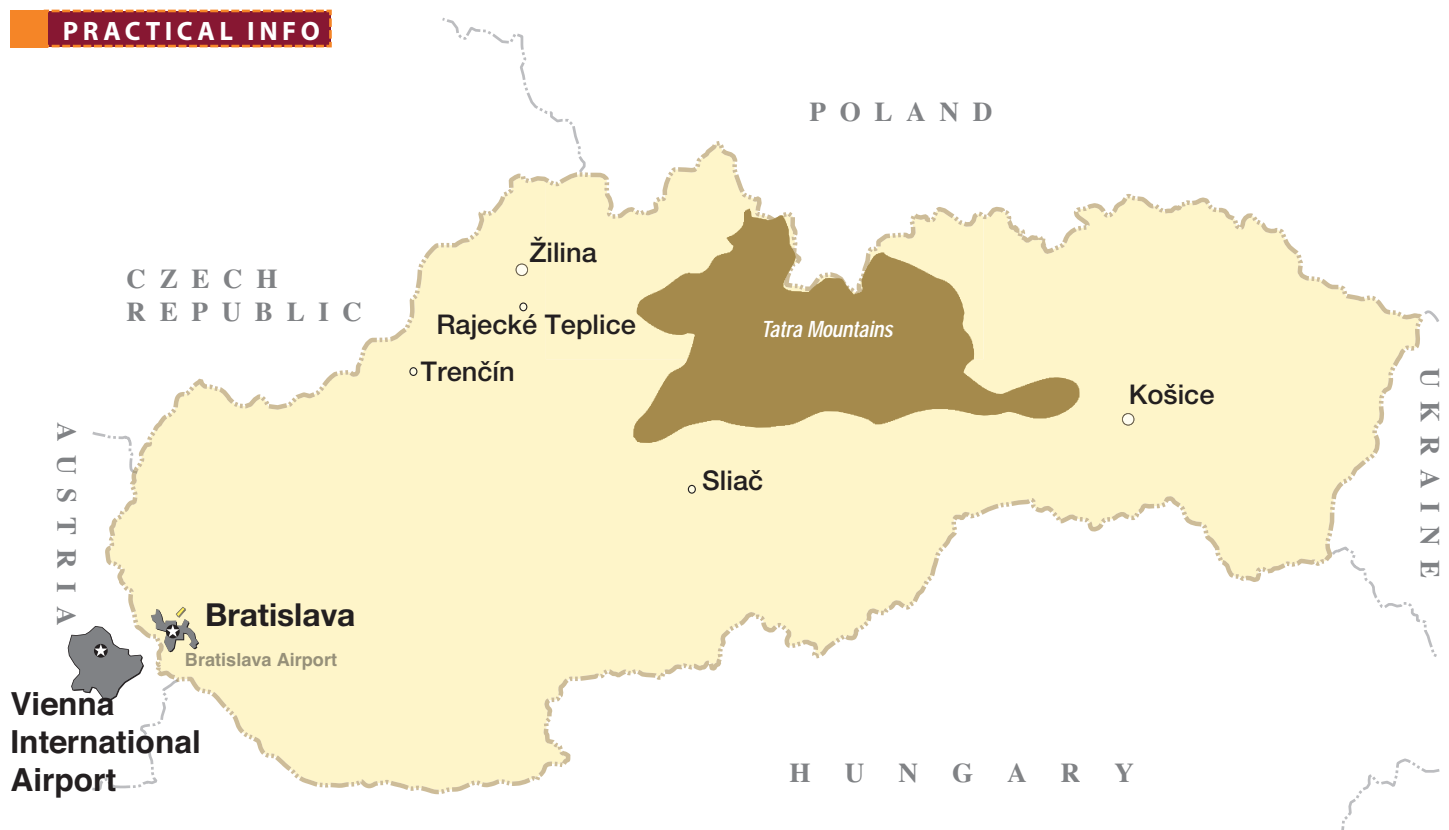 PRACTICAL INFO
POLAND
Žilina
CZECH
REPUBLIC
Rajecké Teplice
Tatra Mountains
Trenčín
Košice
UKRAINE
AUSTRIA
Sliač
Bratislava
Bratislava Airport
Vienna
International
Airport
HUNGARY